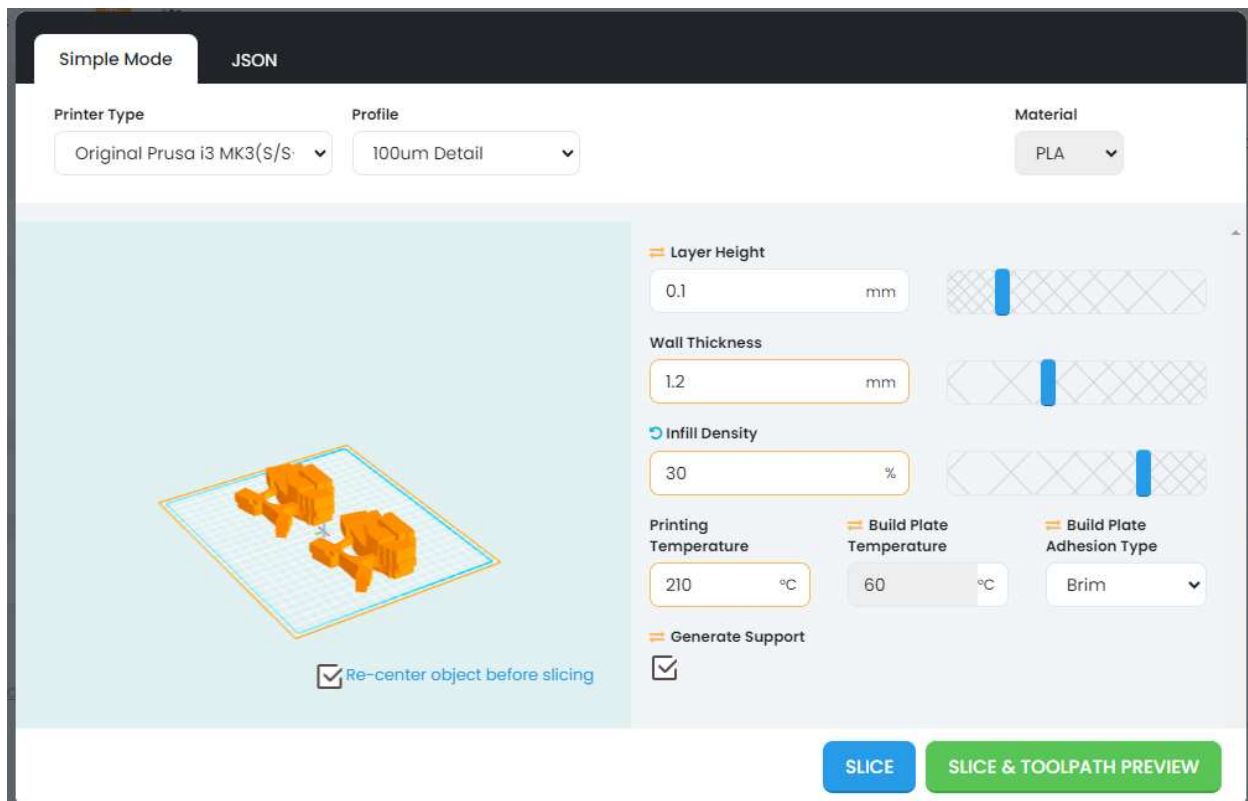 Simple Mode
JSON
Printer Type
Profile
Material
Original Prusa i3 MK3(S/S
100um Detail
PLA
Layer Height
0.1 mm
Wall Thickness
1.2 mm
Infill Density
30 %
Printing
Temperature
Build Plate
Temperature
Build Plate
Adhesion Type
210 °C
60 °C
Brim
Generate Support
Re-center object before slicing
SLICE
SLICE & TOOLPATH PREVIEW